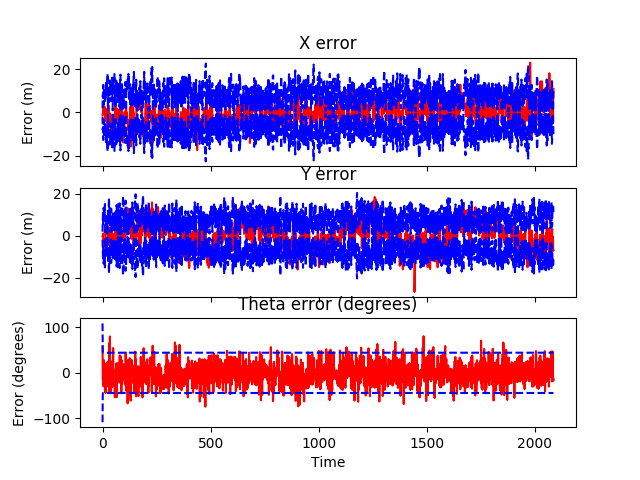 X error
20
0
−20
Error (m)
Y error
20
0
−20
Error (m)
Theta error (degrees)
100
0
−100
Error (degrees)
0 500 1000 1500 2000
Time